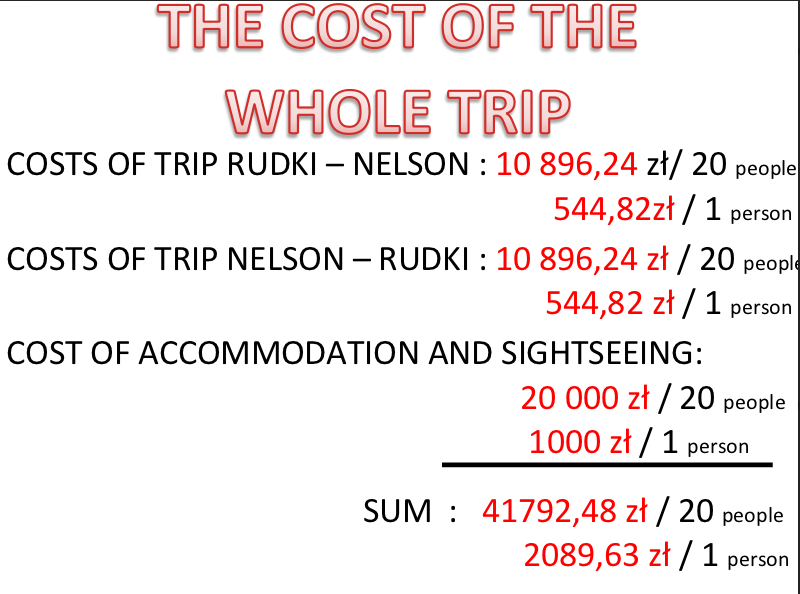 THE COST OF THE
WHOLE TRIP
COSTS OF TRIP RUDKI – NELSON : 10 896,24 zł/ 20 people
544,82zł / 1 person
COSTS OF TRIP NELSON – RUDKI : 10 896,24 zł / 20 people
544,82 zł / 1 person
COST OF ACCOMMODATION AND SIGHTSEEING:
20 000 zł / 20 people
1000 zł / 1 person
SUM : 41792,48 zł / 20 people
2089,63 zł / 1 person